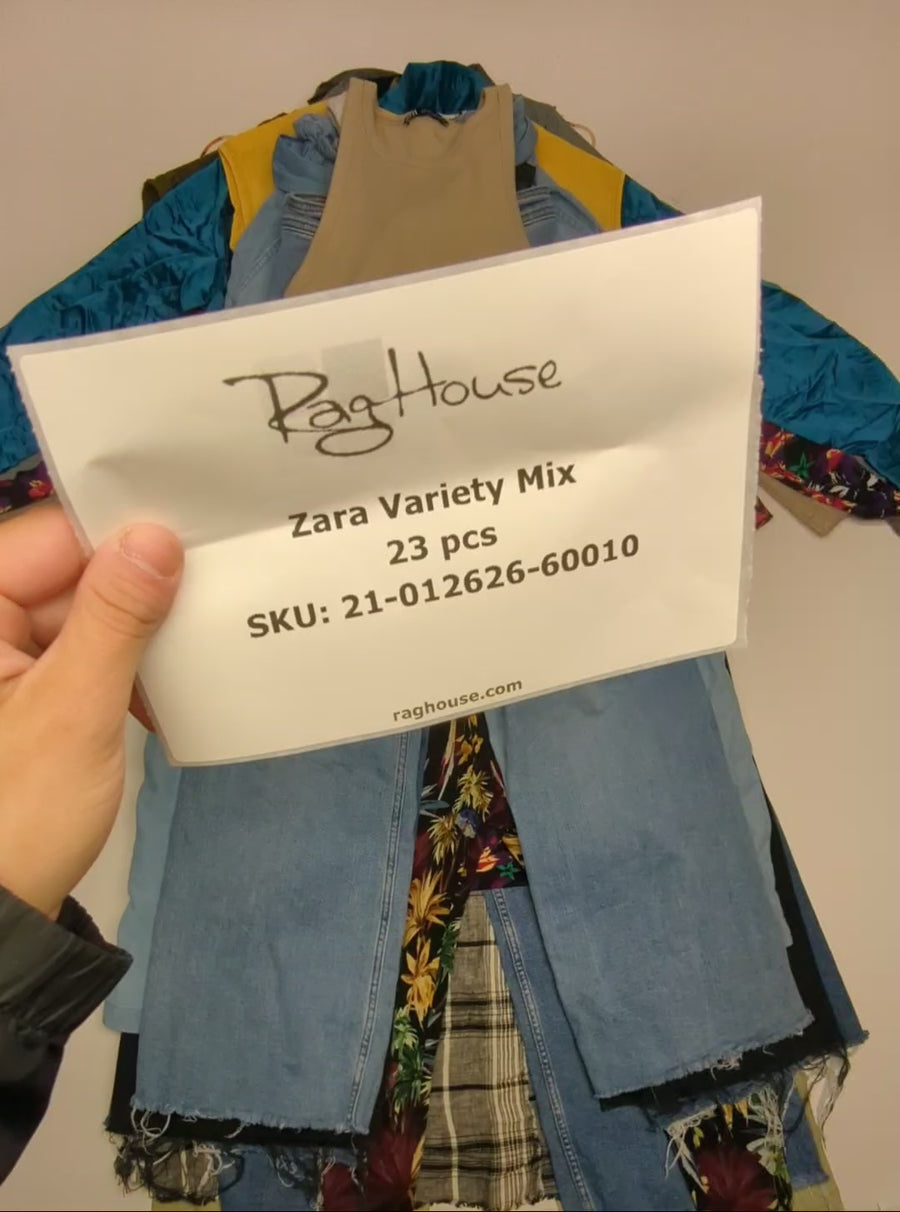 RagHouse
Zara Variety Mix
23 pcs
SKU: 21-012626-60010
raghouse.com